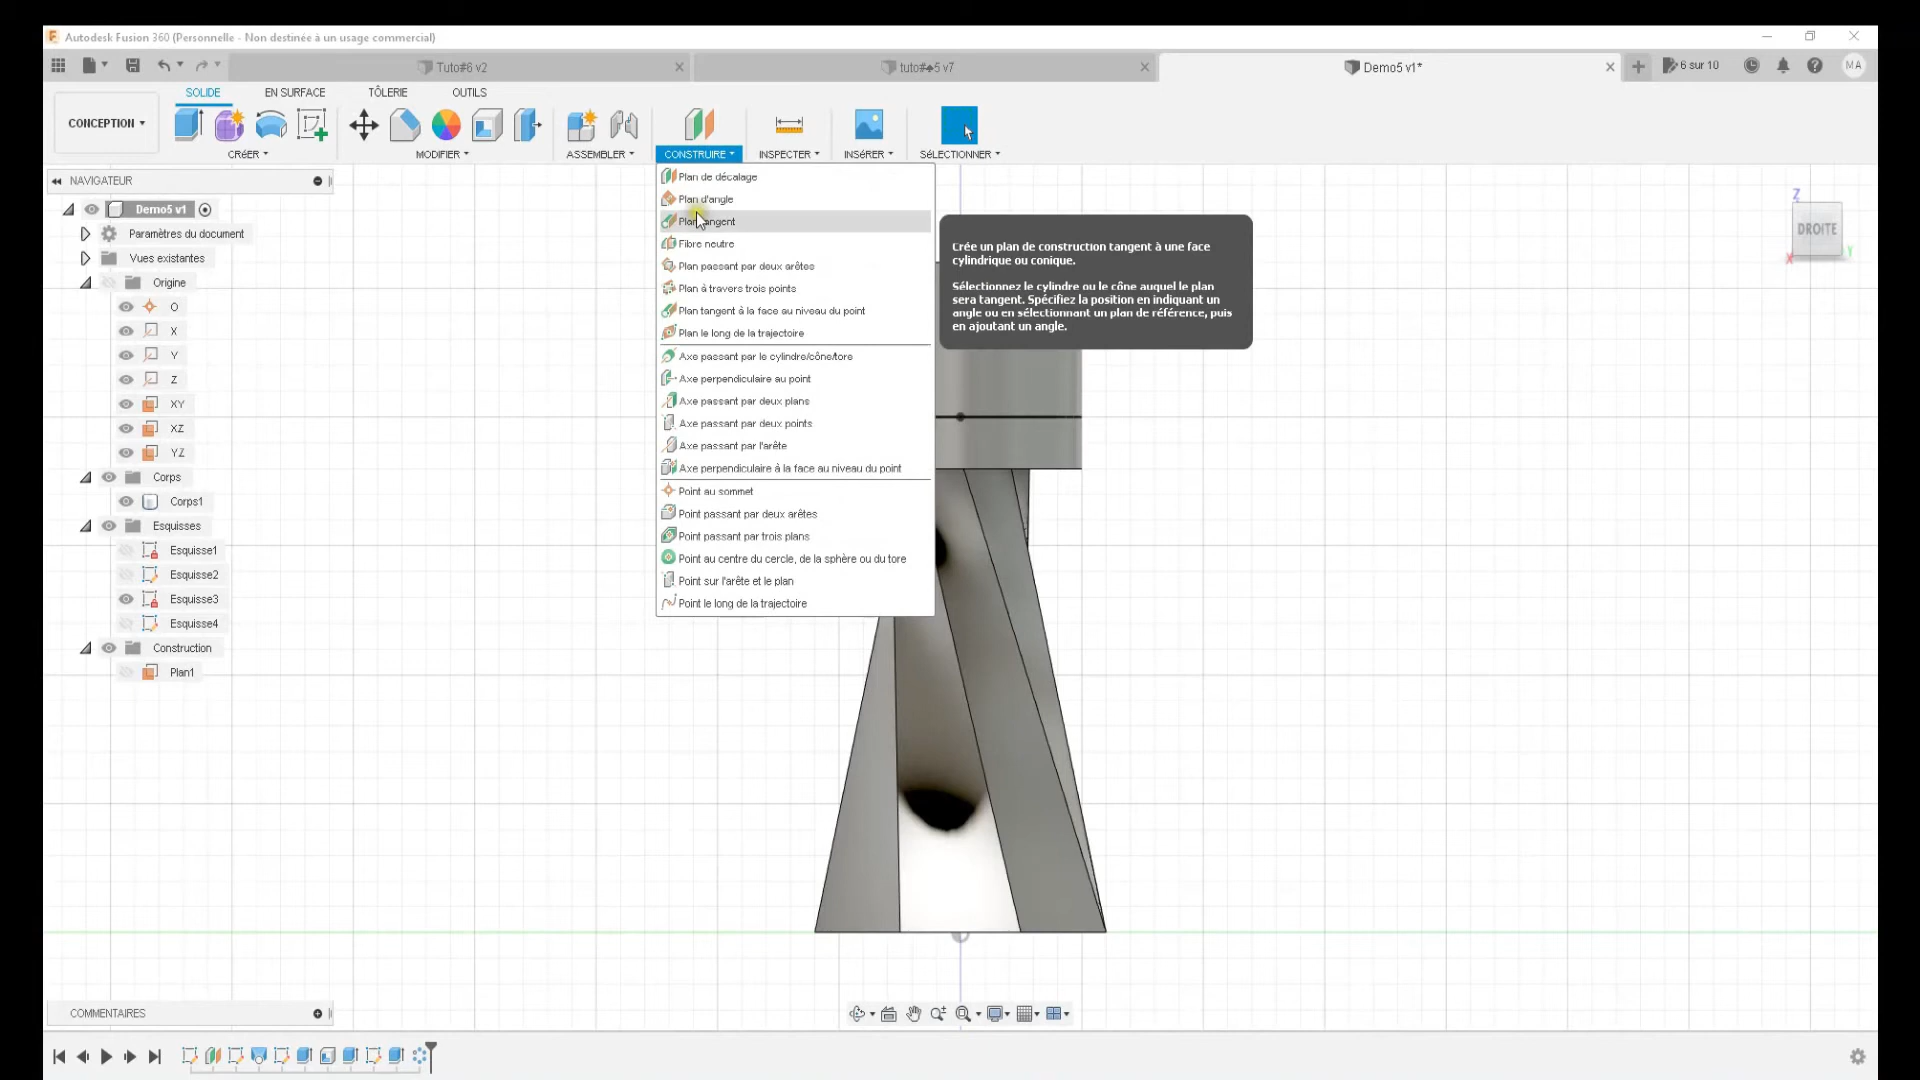 Autodesk Fusion 360 (Personnelle - Non destinée à un usage commercial)
Tuto#6 v2
tuto#♠5 v7
Demo5 v1*
6 sur 10
MA
SOLIDE
EN SURFACE
TÔLERIE
OUTILS
CONCEPTION
CRÉER
MODIFIER
ASSEMBLER
CONSTRUIRE
INSPECTER
INSÉRER
SÉLECTIONNER
NAVIGATEUR
Demo5 v1
Paramètres du document
Vues existantes
Origine
O
X
Y
Z
XY
XZ
YZ
Corps
Corps1
Esquisses
Esquisse1
Esquisse2
Esquisse3
Esquisse4
Construction
Plan1
Plan de décalage
Plan d'angle
Plan tangent
Fibre neutre
Plan passant par deux arêtes
Plan à travers trois points
Plan tangent à la face au niveau du point
Plan le long de la trajectoire
Axe passant par le cylindre/cône/tore
Axe perpendiculaire au point
Axe passant par deux plans
Axe passant par deux points
Axe passant par l'arête
Axe perpendiculaire à la face au niveau du point
Point au sommet
Point passant par deux arêtes
Point passant par trois plans
Point au centre du cercle, de la sphère ou du tore
Point sur l'arête et le plan
Point le long de la trajectoire
Crée un plan de construction tangent à une face
cylindrique ou conique.
Sélectionnez le cylindre ou le cône auquel le plan
sera tangent. Spécifiez la position en indiquant un
angle ou en sélectionnant un plan de référence, puis
en ajoutant un angle.
Z
DROITE
X
Y
COMMENTAIRES